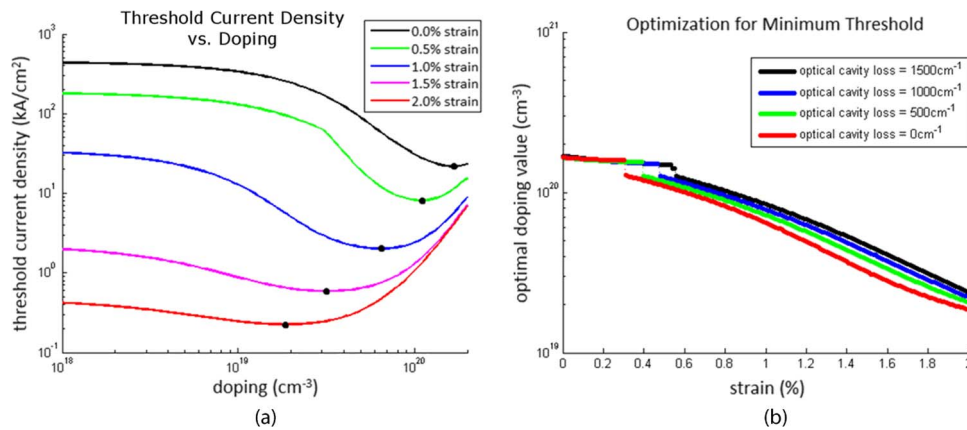 Threshold Current Density
vs. Doping
0.0% strain
0.5% strain
1.0% strain
1.5% strain
2.0% strain
threshold current density (kA/cm²)
10³
10²
10¹
10⁰
10⁻¹
10¹⁸
10¹⁹
10²⁰
doping (cm⁻³)
(a)
Optimization for Minimum Threshold
optical cavity loss = 1500cm⁻¹
optical cavity loss = 1000cm⁻¹
optical cavity loss = 500cm⁻¹
optical cavity loss = 0cm⁻¹
optimal doping value (cm⁻³)
10²¹
10²⁰
10¹⁹
0 0.2 0.4 0.6 0.8 1.0 1.2 1.4 1.6 1.8 2
strain (%)
(b)